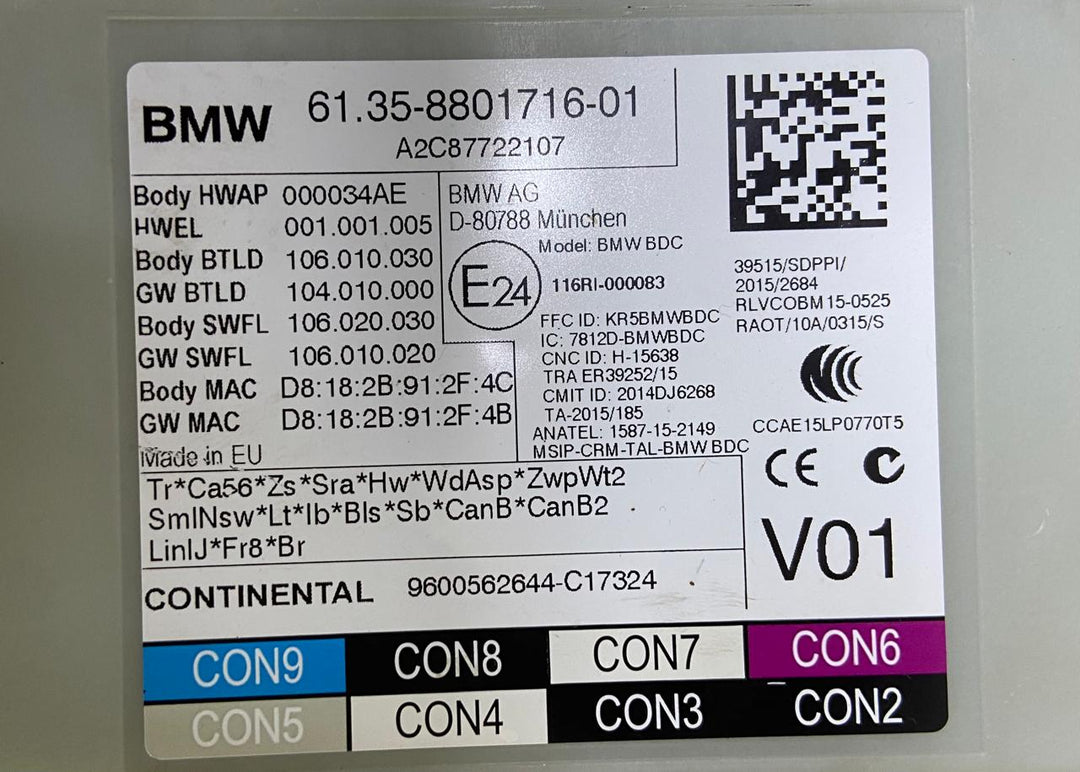 BMW 61.35-8801716-01
A2C87722107
Body HWAP 000034AE
HWEL 001.001.005
Body BTLD 106.010.030
GW BTLD 104.010.000
Body SWFL 106.020.030
GW SWFL 106.010.020
Body MAC D8:18:2B:91:2F:4C
GW MAC D8:18:2B:91:2F:4B
Made in EU
BMW AG
D-80788 München
Model: BMW BDC
E24
116RI-000083
FFC ID: KR5BMWBDC
IC: 7812D-BMWBDC
CNC ID: H-15638
TRA ER39252/15
CMIT ID: 2014DJ6268
TA-2015/185
ANATEL: 1587-15-2149
MSIP-CRM-TAL-BMW BDC
39515/SDPPI/
2015/2684
RLVCOBM15-0525
RAOT/10A/0315/S
CCAE15LP0770T5
CE
V01
Tr*Ca56*Zs*Sra*Hw*WdAsp*ZwpWt2
SmlNsw*Lt*Ib*Bls*Sb*CanB*CanB2
LinIJ*Fr8*Br
CONTINENTAL 9600562644-C17324
CON9 CON8 CON7 CON6
CON5 CON4 CON3 CON2